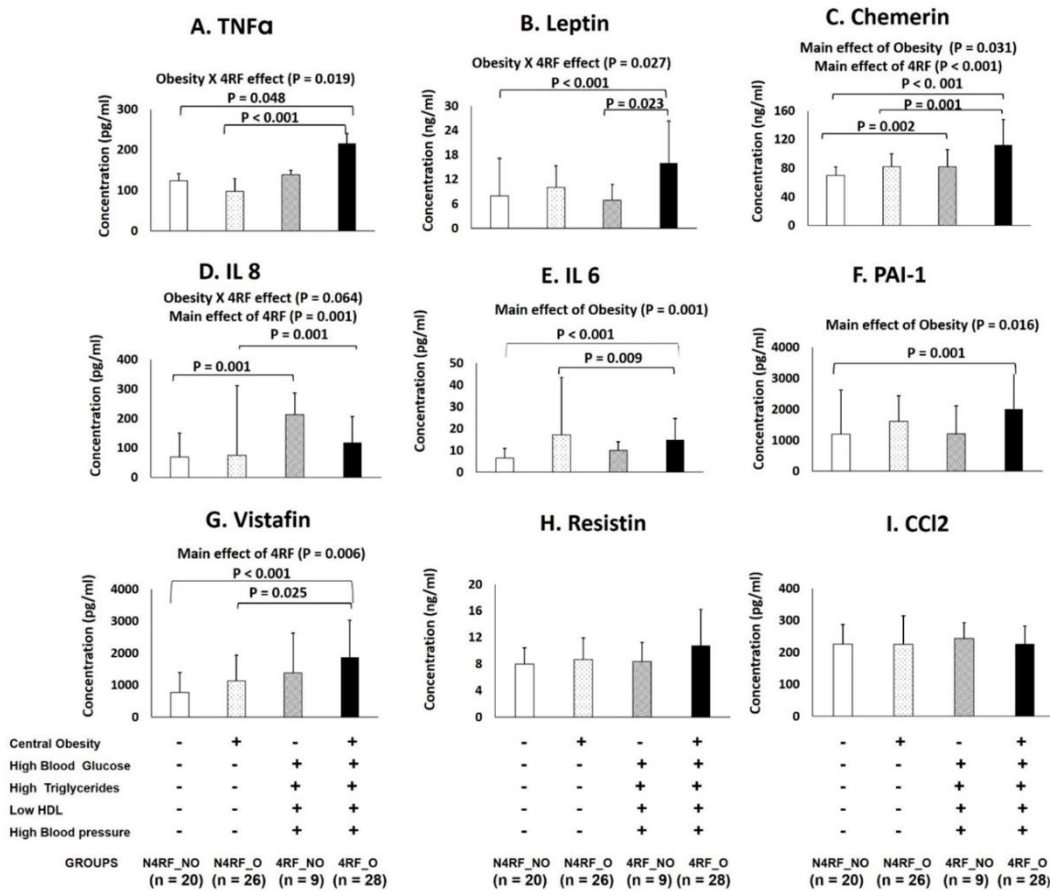 A. TNFα
Obesity X 4RF effect (P = 0.019)
P = 0.048
P < 0.001
Concentration (pg/ml)
300
200
100
0
B. Leptin
Obesity X 4RF effect (P = 0.027)
P < 0.001
P = 0.023
Concentration (ng/ml)
30
24
18
12
6
0
C. Chemerin
Main effect of Obesity (P = 0.031)
Main effect of 4RF (P < 0.001)
P < 0. 001
P = 0.001
P = 0.002
Concentration (pg/ml)
160
120
80
40
0
D. IL 8
Obesity X 4RF effect (P = 0.064)
Main effect of 4RF (P = 0.001)
P = 0.001
P = 0.001
Concentration (pg/ml)
400
300
200
100
0
E. IL 6
Main effect of Obesity (P = 0.001)
P < 0.001
P = 0.009
Concentration (pg/ml)
50
40
30
20
10
0
F. PAI-1
Main effect of Obesity (P = 0.016)
P = 0.001
Concentration (pg/ml)
4000
3000
2000
1000
0
G. Vistafin
Main effect of 4RF (P = 0.006)
P < 0.001
P = 0.025
Concentration (pg/ml)
4000
3000
2000
1000
0
H. Resistin
Concentration (ng/ml)
20
16
12
8
4
0
I. CCl2
Concentration (pg/ml)
400
300
200
100
0
Central Obesity - + - + - + - + - + - +
High Blood Glucose - - + + - - + + - - + +
High Triglycerides - - + + - - + + - - + +
Low HDL - - + + - - + + - - + +
High Blood pressure - - + + - - + + - - + +
GROUPS N4RF_NO N4RF_O 4RF_NO 4RF_O N4RF_NO N4RF_O 4RF_NO 4RF_O N4RF_NO N4RF_O 4RF_NO 4RF_O
(n = 20) (n = 26) (n = 9) (n = 28) (n = 20) (n = 26) (n = 9) (n = 28) (n = 20) (n = 26) (n = 9) (n = 28)